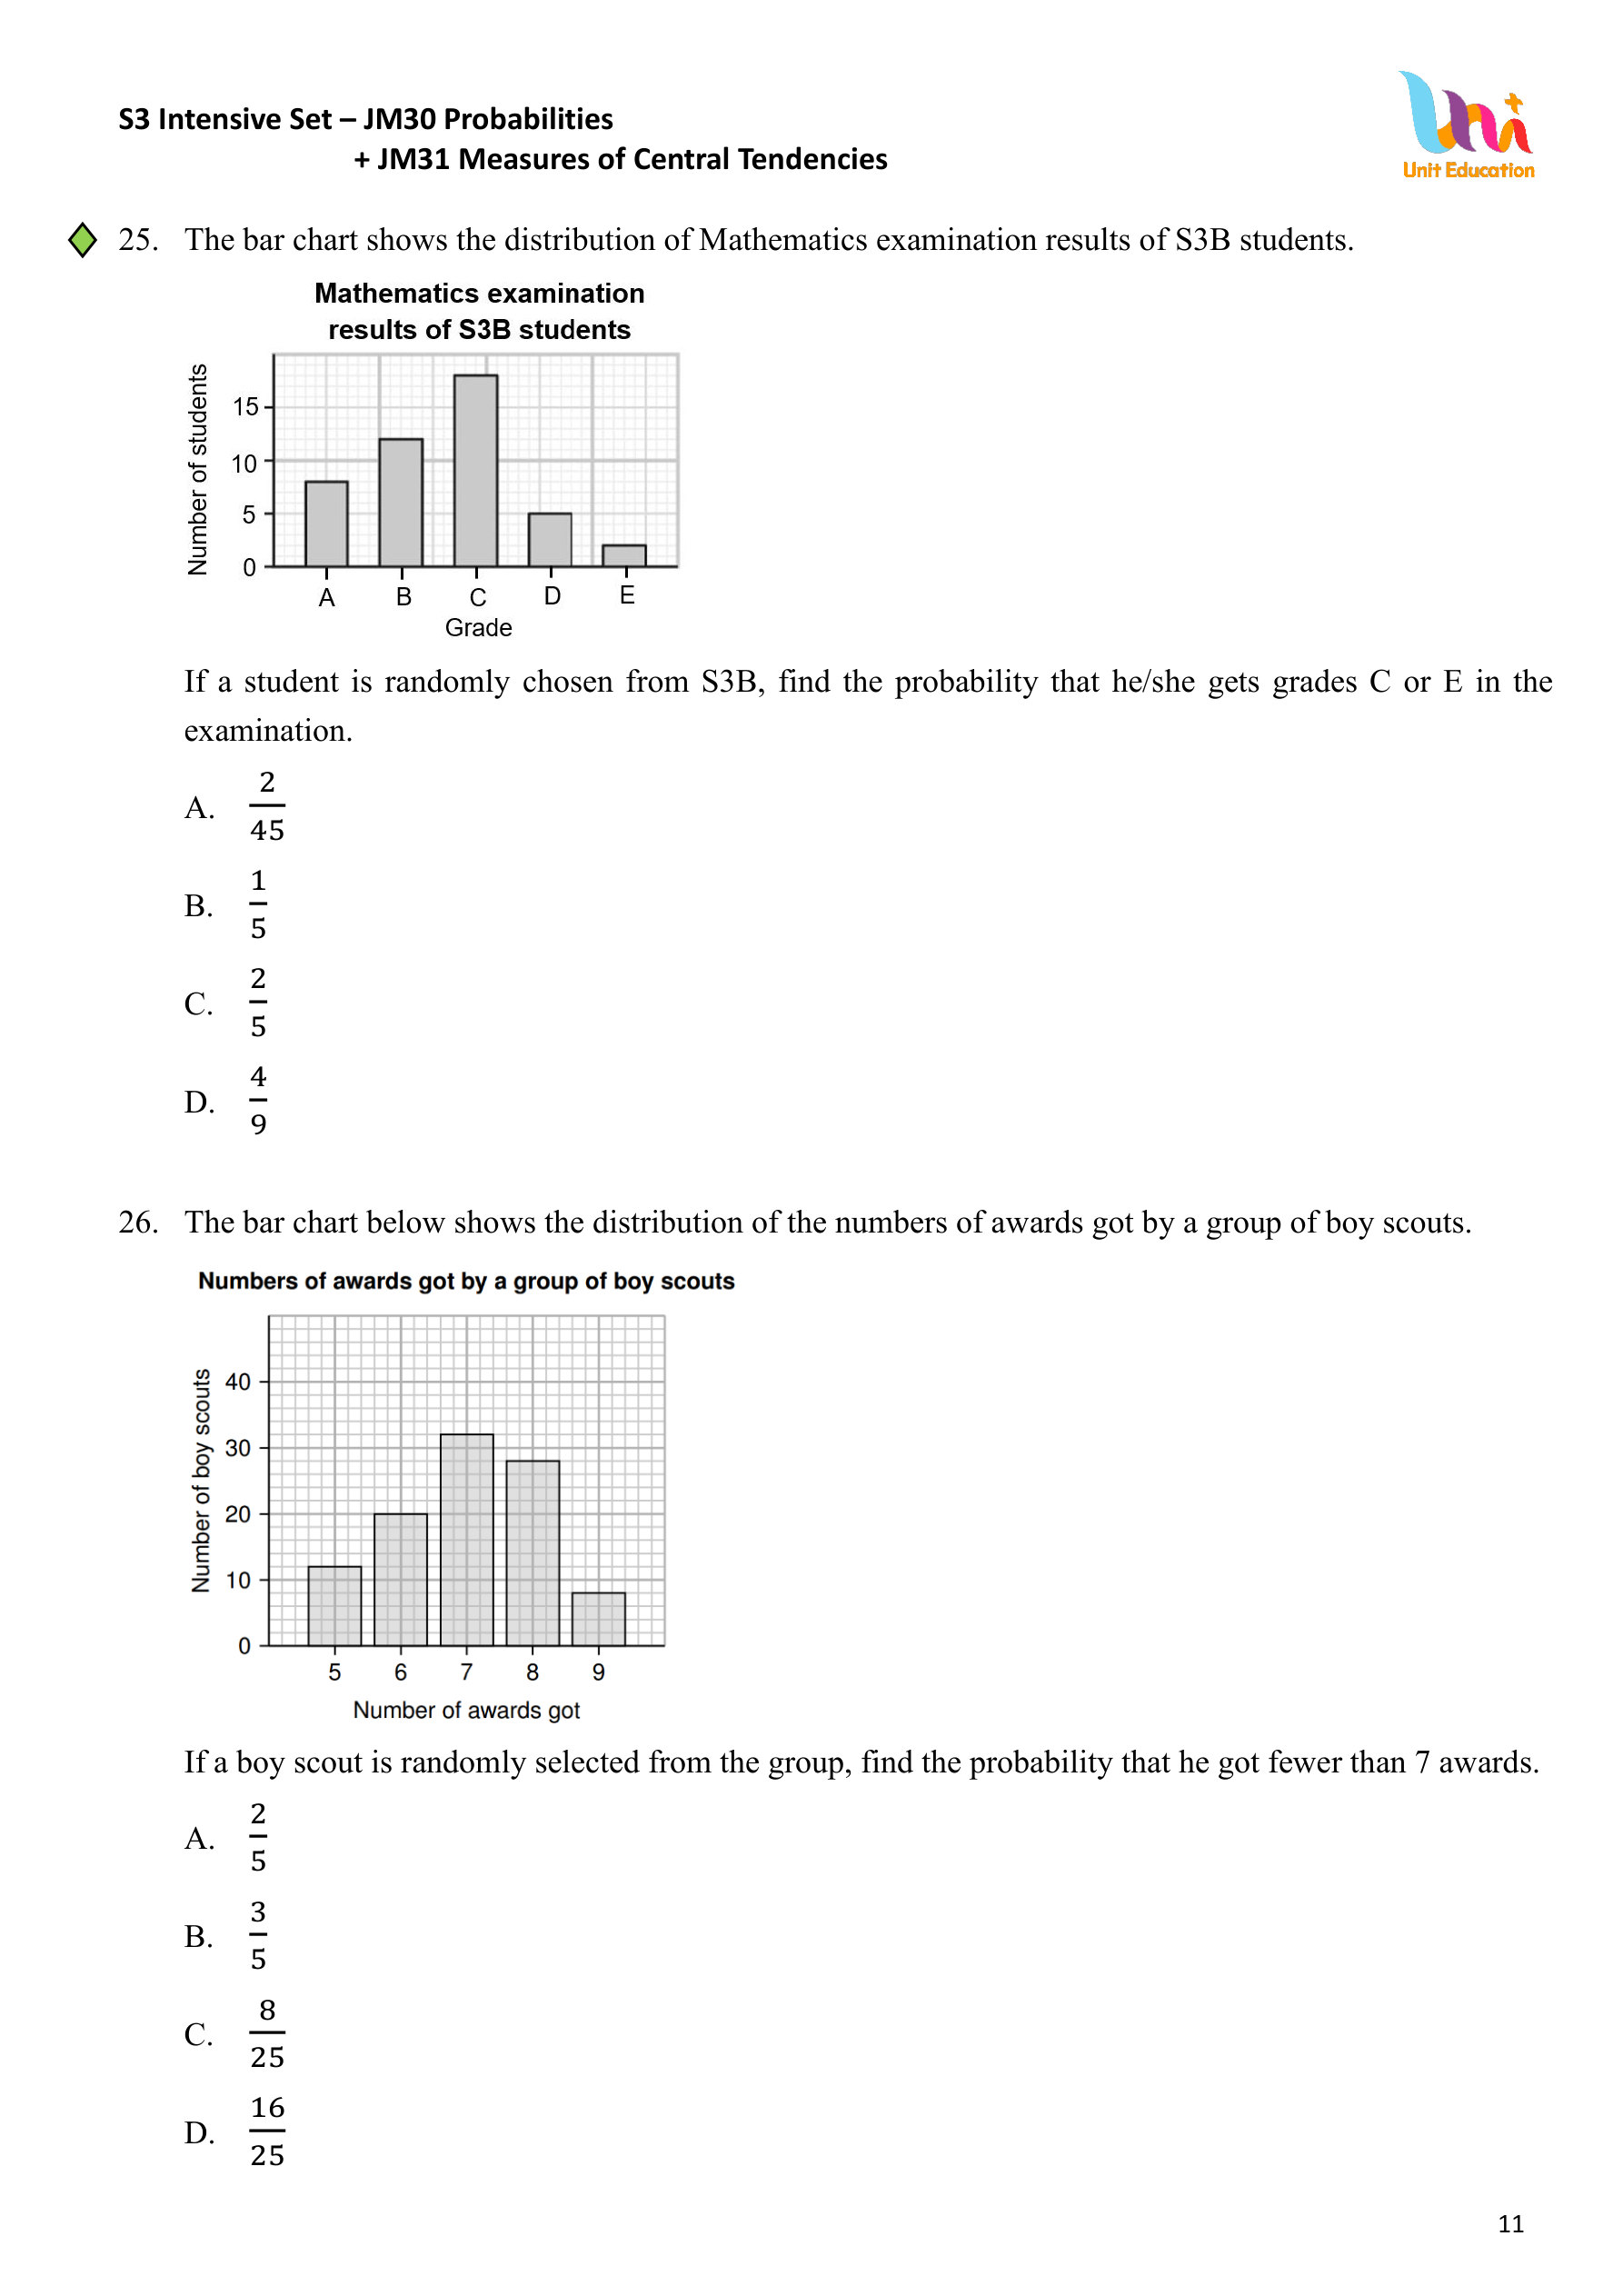 S3 Intensive Set – JM30 Probabilities
+ JM31 Measures of Central Tendencies
Unit Education
25. The bar chart shows the distribution of Mathematics examination results of S3B students.
Mathematics examination
results of S3B students
Number of students
15
10
5
0
A B C D E
Grade
If a student is randomly chosen from S3B, find the probability that he/she gets grades C or E in the
examination.
A. 2/45
B. 1/5
C. 2/5
D. 4/9
26. The bar chart below shows the distribution of the numbers of awards got by a group of boy scouts.
Numbers of awards got by a group of boy scouts
Number of boy scouts
40
30
20
10
0
5 6 7 8 9
Number of awards got
If a boy scout is randomly selected from the group, find the probability that he got fewer than 7 awards.
A. 2/5
B. 3/5
C. 8/25
D. 16/25
11